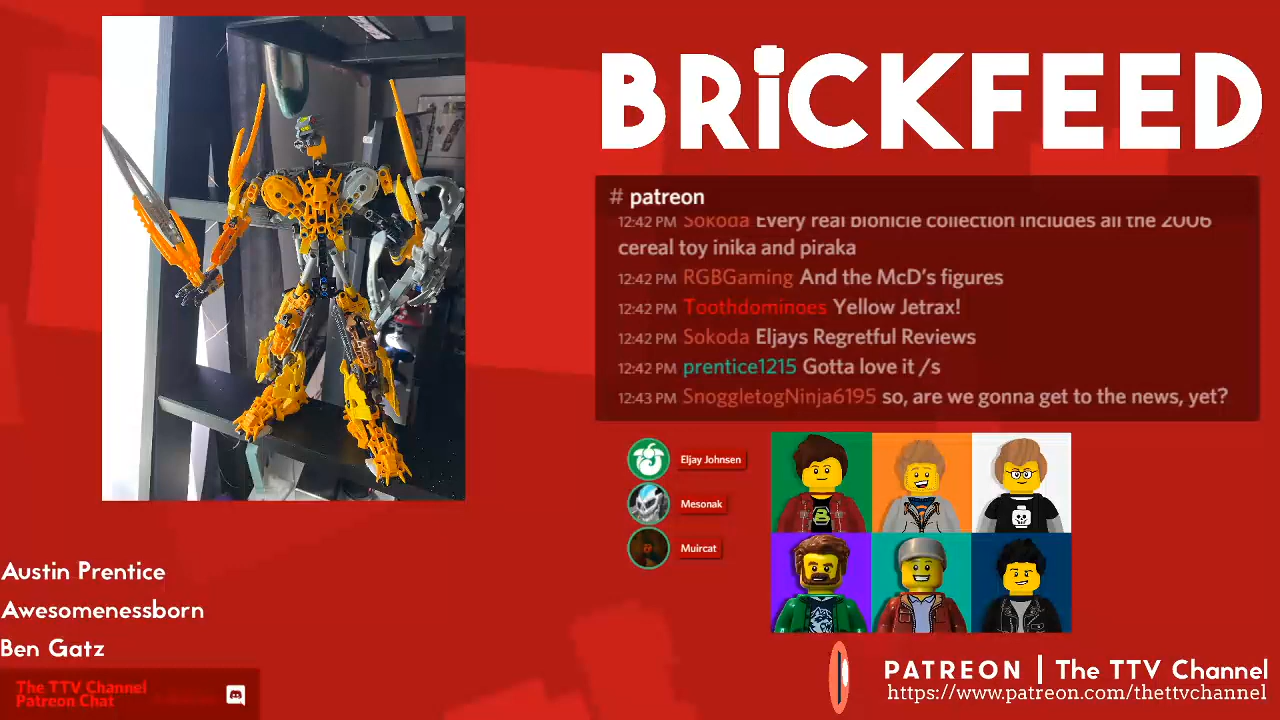 BRiCKFEED
# patreon
12:42 PM Sokoda Every real bionicle collection includes all the 2006
cereal toy inika and piraka
12:42 PM RGBGaming And the McD's figures
12:42 PM Toothdominoes Yellow Jetrax!
12:42 PM Sokoda Eljays Regretful Reviews
12:42 PM prentice1215 Gotta love it /s
12:43 PM SnoggletogNinja6195 so, are we gonna get to the news, yet?
Eljay Johnsen
Mesonak
Muircat
Austin Prentice
Awesomenessborn
Ben Gatz
The TTV Channel
Patreon Chat
PATREON | The TTV Channel
https://www.patreon.com/thettvchannel